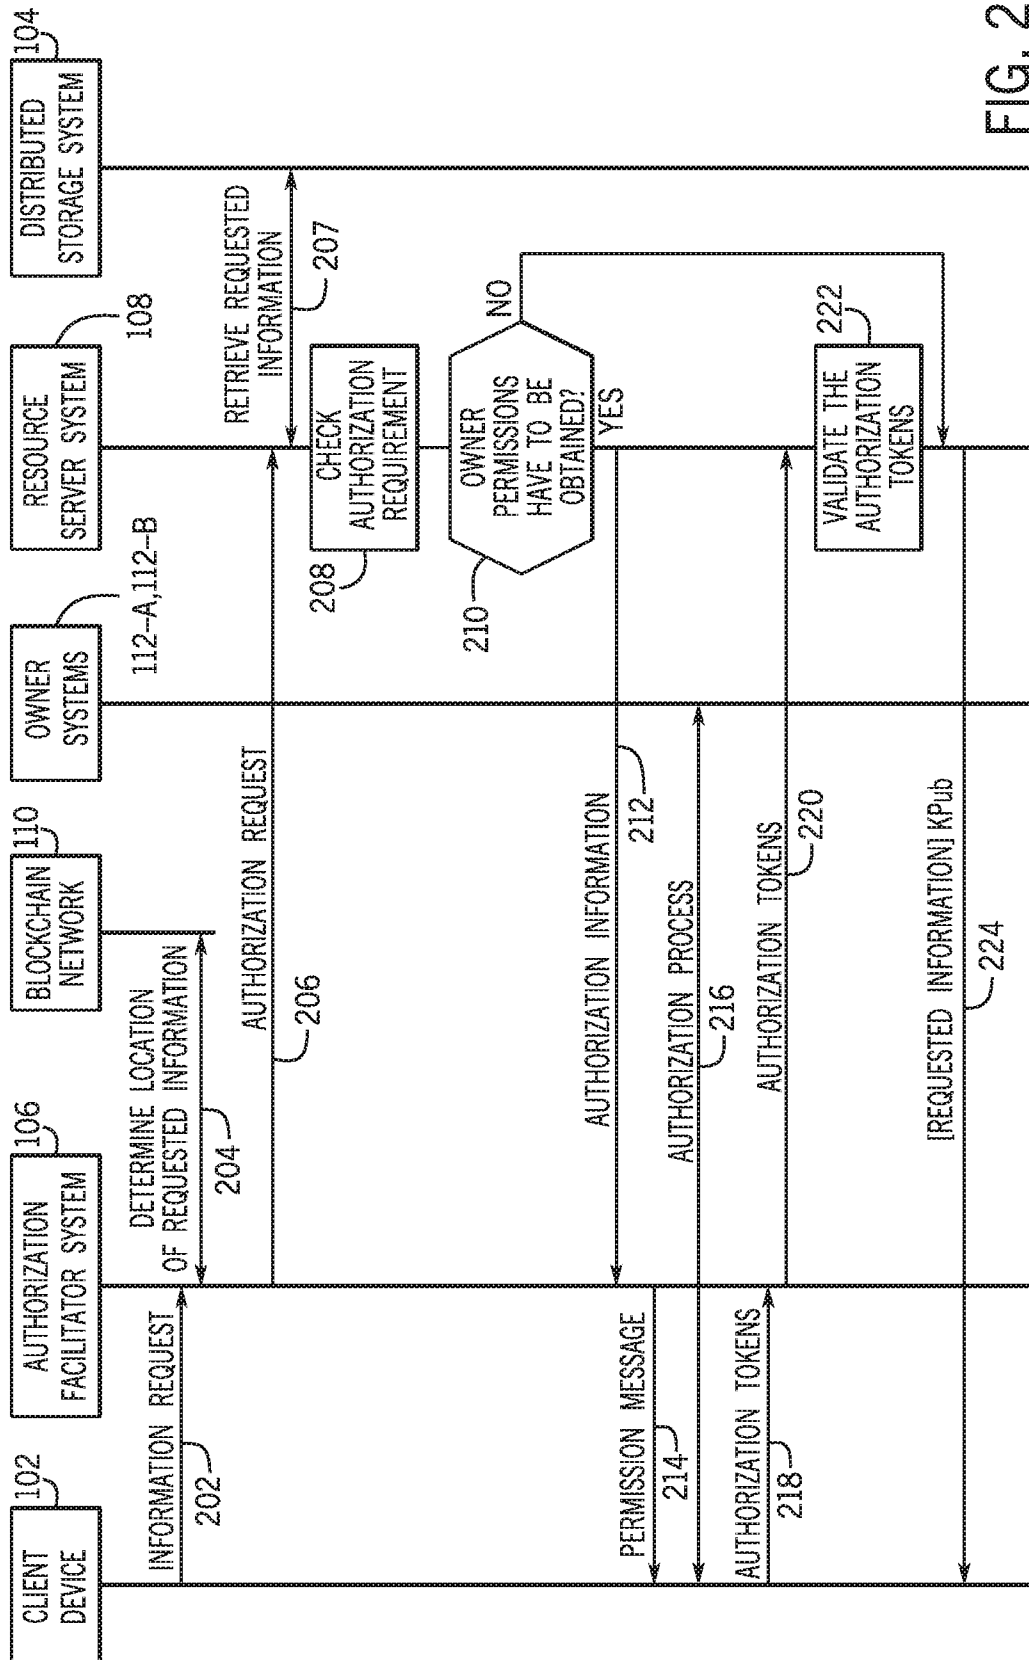 CLIENT
DEVICE
102
AUTHORIZATION
FACILITATOR SYSTEM
106
BLOCKCHAIN
NETWORK
110
OWNER
SYSTEMS
112-A,112-B
RESOURCE
SERVER SYSTEM
108
DISTRIBUTED
STORAGE SYSTEM
104
INFORMATION REQUEST
202
DETERMINE LOCATION
OF REQUESTED INFORMATION
204
AUTHORIZATION REQUEST
206
RETRIEVE REQUESTED
INFORMATION
207
CHECK
AUTHORIZATION
REQUIREMENT
208
OWNER
PERMISSIONS
HAVE TO BE
OBTAINED?
210
NO
YES
AUTHORIZATION INFORMATION
212
PERMISSION MESSAGE
214
AUTHORIZATION PROCESS
216
AUTHORIZATION TOKENS
218
AUTHORIZATION TOKENS
220
VALIDATE THE
AUTHORIZATION
TOKENS
222
[REQUESTED INFORMATION] KPub
224
FIG. 2